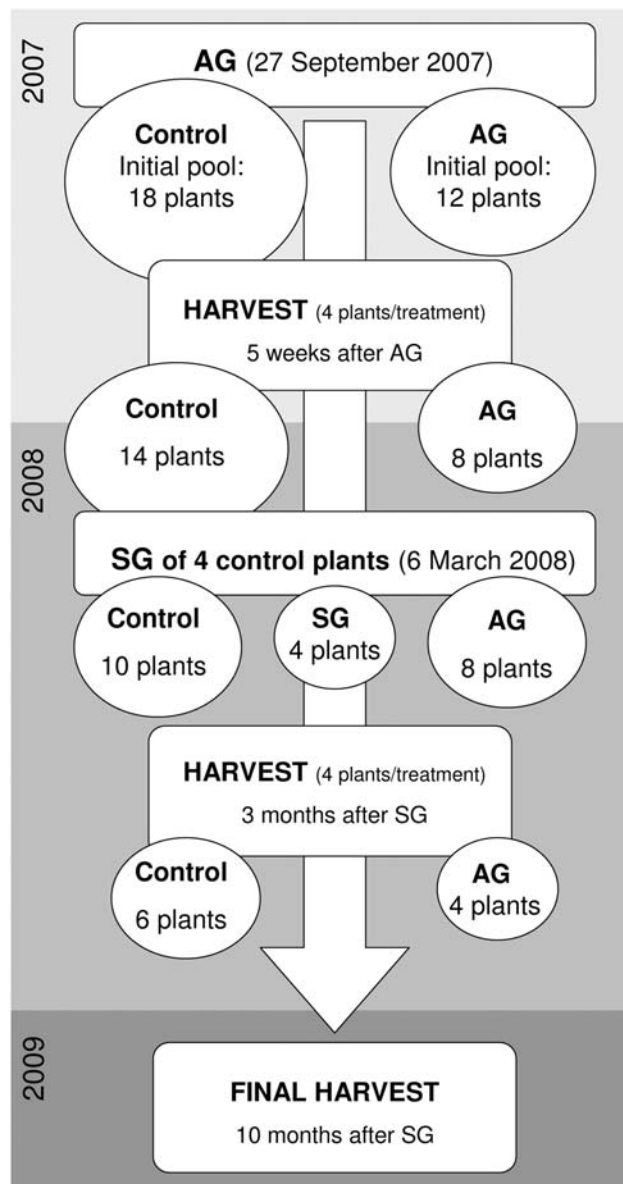 2007
AG (27 September 2007)
Control
Initial pool:
18 plants
AG
Initial pool:
12 plants
HARVEST (4 plants/treatment)
5 weeks after AG
Control
14 plants
AG
8 plants
2008
SG of 4 control plants (6 March 2008)
Control
10 plants
SG
4 plants
AG
8 plants
HARVEST (4 plants/treatment)
3 months after SG
Control
6 plants
AG
4 plants
2009
FINAL HARVEST
10 months after SG